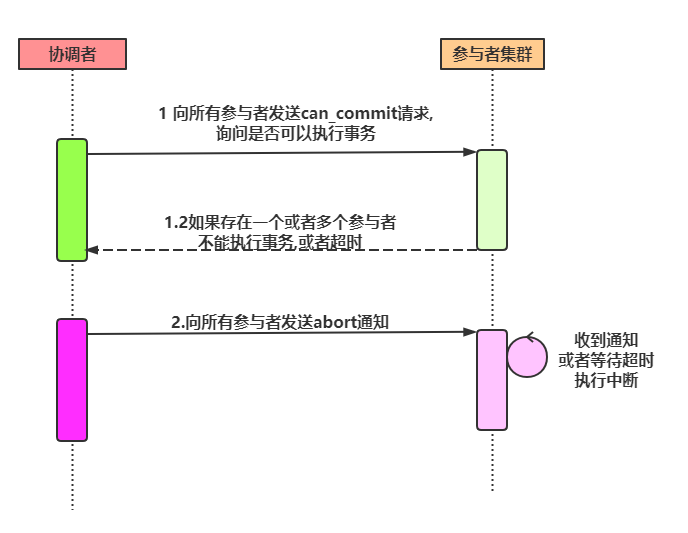 协调者
参与者集群
1 向所有参与者发送can_commit请求,
询问是否可以执行事务
1.2如果存在一个或者多个参与者
不能执行事务,或者超时
2.向所有参与者发送abort通知
收到通知
或者等待超时
执行中断